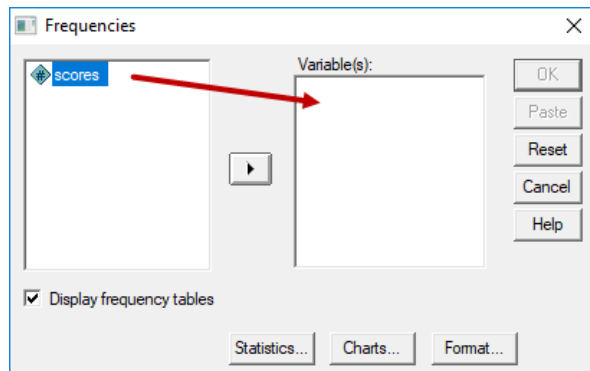 Frequencies
scores
Variable(s):
OK
Paste
Reset
Cancel
Help
Display frequency tables
Statistics...
Charts...
Format...